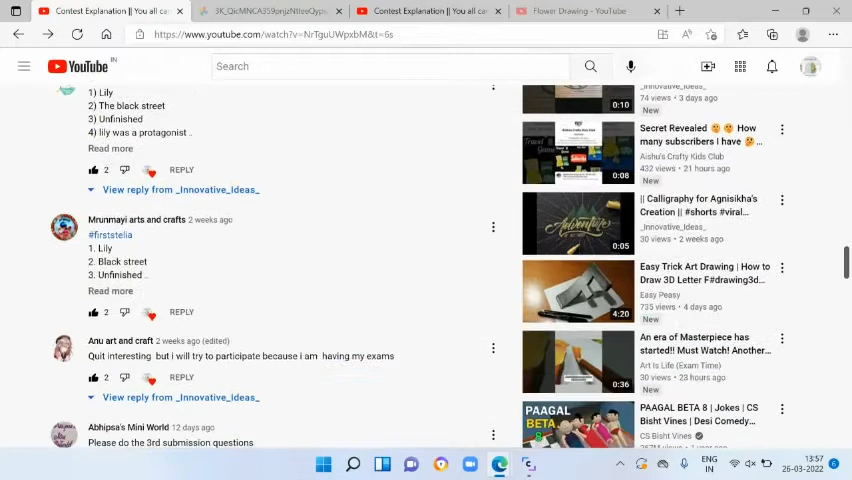 Contest Explanation || You all c
3K_QicMNCA359pnjzNtleeQypu
Contest Explanation || You all ca
Flower Drawing - YouTube
https://www.youtube.com/watch?v=NrTguUWpxbM&t=6s
YouTube IN
Search
1) Lily
2) The black street
3) Unfinished
4) lily was a protagonist ..
Read more
2 REPLY
View reply from _Innovative_Ideas_
Mrunmayi arts and crafts 2 weeks ago
#firststelia
1. Lily
2. Black street
3. Unfinished ..
Read more
2 REPLY
Anu art and craft 2 weeks ago (edited)
Quit interesting but i will try to participate because i am having my exams
2 REPLY
View reply from _Innovative_Ideas_
Abhipsa's Mini World 12 days ago
Please do the 3rd submission questions
_Innovative_Ideas_
74 views • 3 days ago
New
0:10
Secret Revealed 🤫 🤫 How
many subscribers I have 🤔...
Aishu's Crafty Kids Club
432 views • 21 hours ago
New
0:08
|| Calligraphy for Agnisikha's
Creation || #shorts #viral...
_Innovative_Ideas_
30 views • 2 weeks ago
Adventure
0:05
Easy Trick Art Drawing | How to
Draw 3D Letter F#drawing3d...
Easy Peasy
735 views • 4 days ago
New
4:20
An era of Masterpiece has
started!! Must Watch! Another...
Art Is Life (Exam Time)
30 views • 23 hours ago
New
0:36
PAAGAL BETA 8 | Jokes | CS
Bisht Vines | Desi Comedy...
CS Bisht Vines
PAAGAL
BETA
8
ENG
IN
13:57
26-03-2022
6